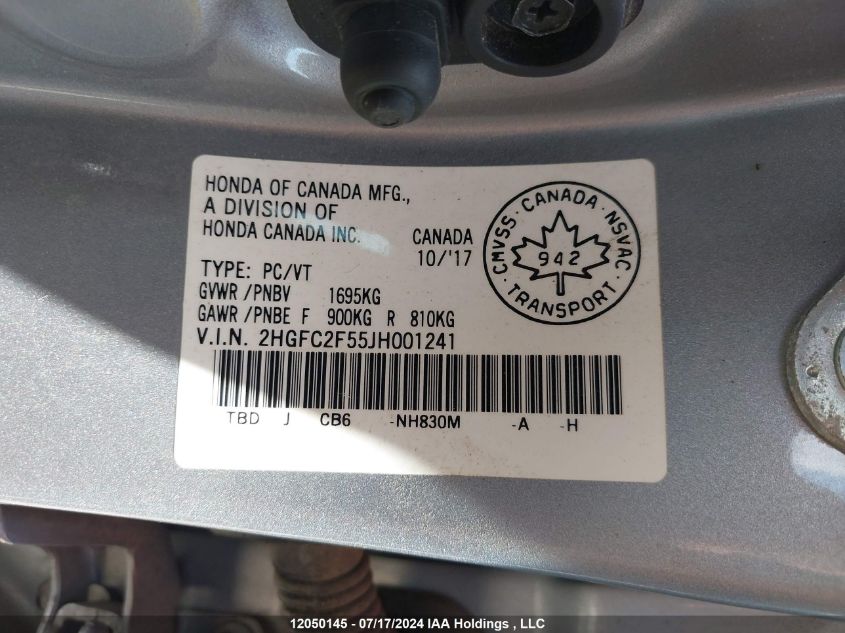 HONDA OF CANADA MFG.,
A DIVISION OF
HONDA CANADA INC.
CANADA
10/'17
TYPE: PC/VT
GVWR /PNBV 1695KG
GAWR /PNBE F 900KG R 810KG
V.I.N. 2HGFC2F55JH001241
TBD J CB6 -NH830M -A -H
CMVSS · CANADA · NSVAC
942
· TRANSPORT ·
12050145 - 07/17/2024 IAA Holdings , LLC